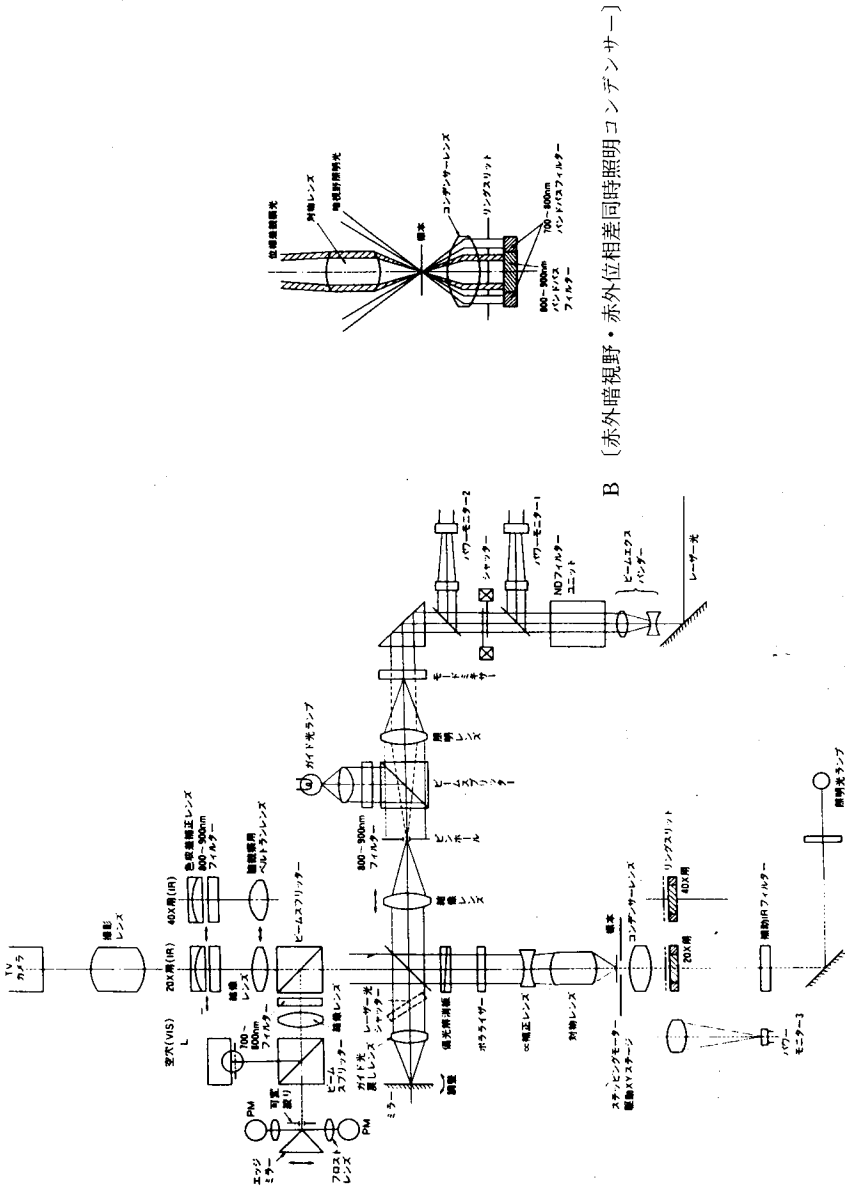 TV
カメラ
撮影
レンズ
空穴(VIS)
20X用(IR)
40X用(IR)
色収差補正レンズ
800~900nm
フィルター
瞳観察用
ベルトランレンズ
結像
レンズ
ビームスプリッター
L
700~
800nm
フィルター
結像レンズ
ビーム
スプリッター
PM
可変
絞り
エッジ
ミラー
PM
フロスト
レンズ
ガイド光
戻しレンズ
レーザー光
シャッター
ミラー
調整
偏光解消板
ポラライザー
∞補正レンズ
対物レンズ
ステッピングモーター
駆動XYステージ
標本
コンデンサーレンズ
リングスリット
20X用
40X用
補助IRフィルター
照明光ランプ
パワー
モニター3
ガイド光ランプ
800~900nm
フィルター
ビームスプリッター
ピンホール
結像
レンズ
照明
レンズ
モードミキサー
パワーモニター2
シャッター
パワーモニター1
NDフィルター
ユニット
ビームエクス
パンダー
レーザー光
位相差観察光
対物レンズ
暗視野照明光
標本
コンデンサーレンズ
リングスリット
700~800nm
バンドパスフィルター
800~900nm
バンドパス
フィルター
B 〔赤外暗視野・赤外位相差同時照明コンデンサー〕